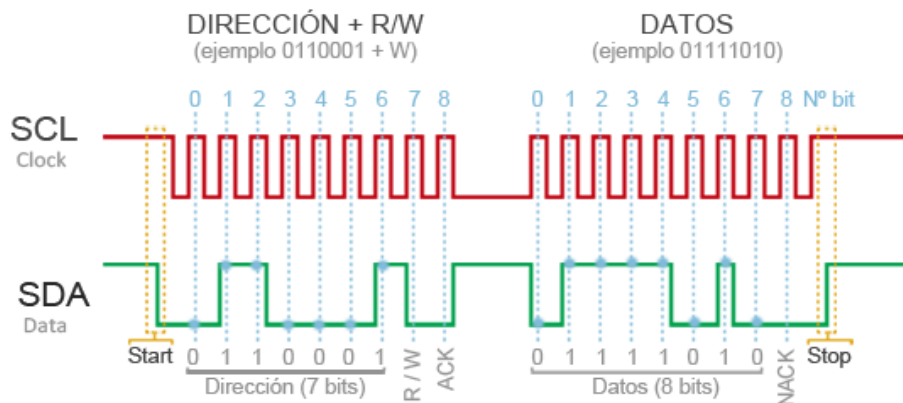 DIRECCIÓN + R/W
(ejemplo 0110001 + W)
DATOS
(ejemplo 01111010)
0 1 2 3 4 5 6 7 8
0 1 2 3 4 5 6 7 8 Nº bit
SCL
Clock
SDA
Data
Start
0 1 1 0 0 0 1
R / W
ACK
0 1 1 1 1 0 1 0
NACK
Stop
Dirección (7 bits)
Datos (8 bits)